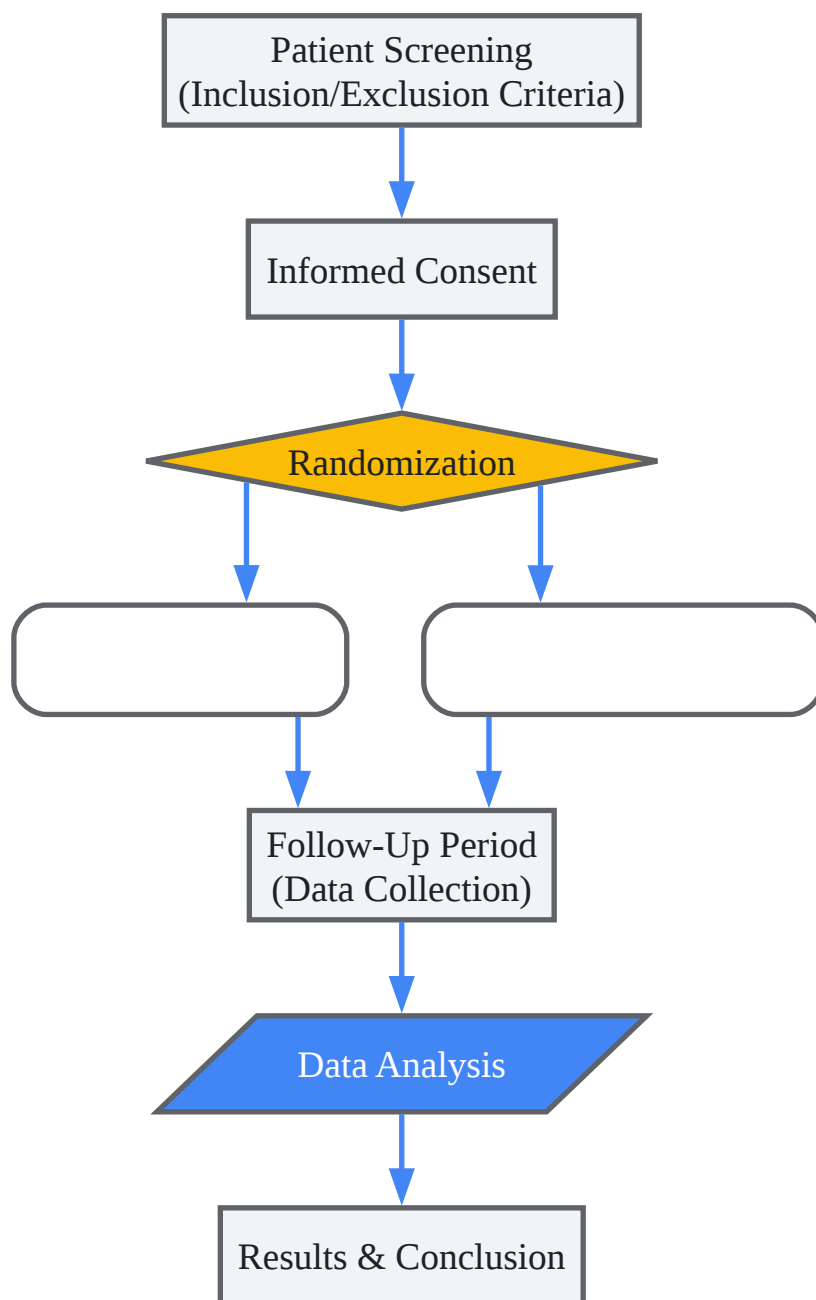 Patient Screening
(Inclusion/Exclusion Criteria)
Informed Consent
Randomization
Follow-Up Period
(Data Collection)
Data Analysis
Results & Conclusion